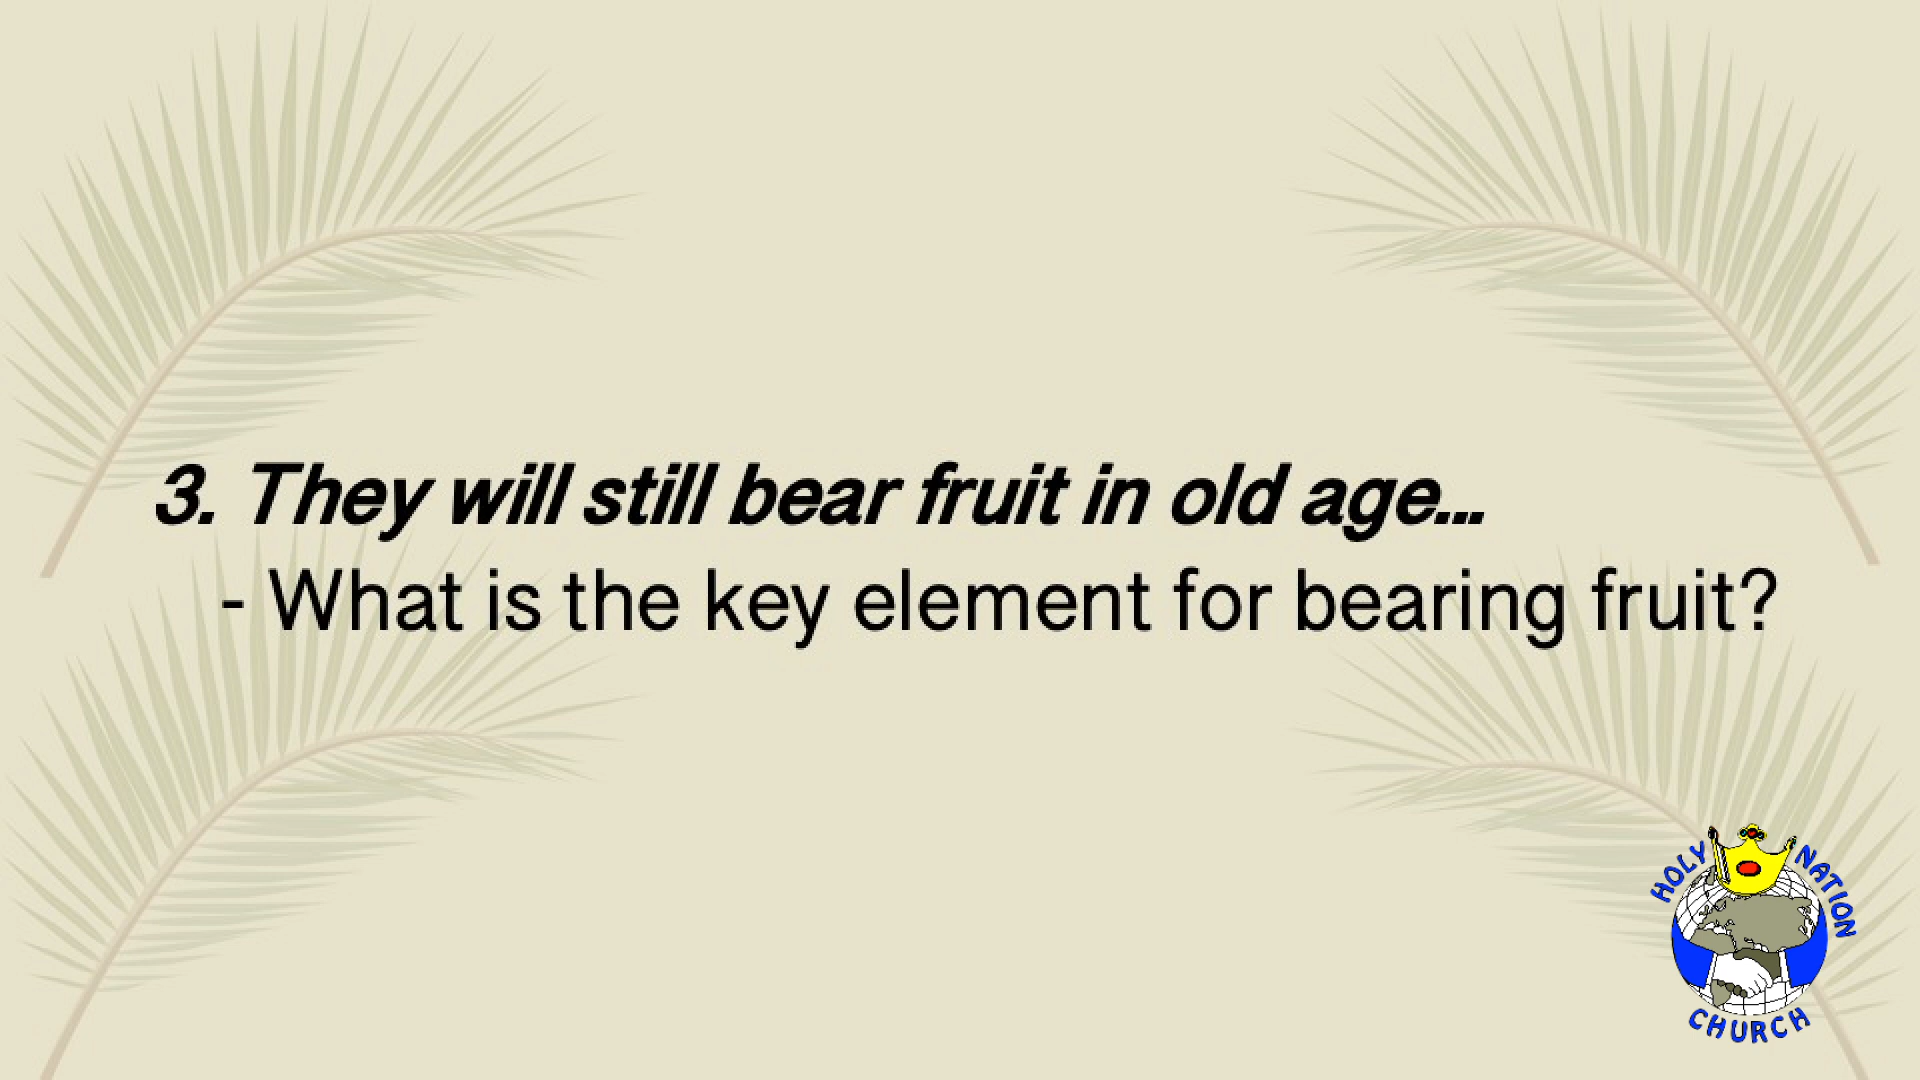 3. They will still bear fruit in old age...
- What is the key element for bearing fruit?
HOLY NATION
CHURCH